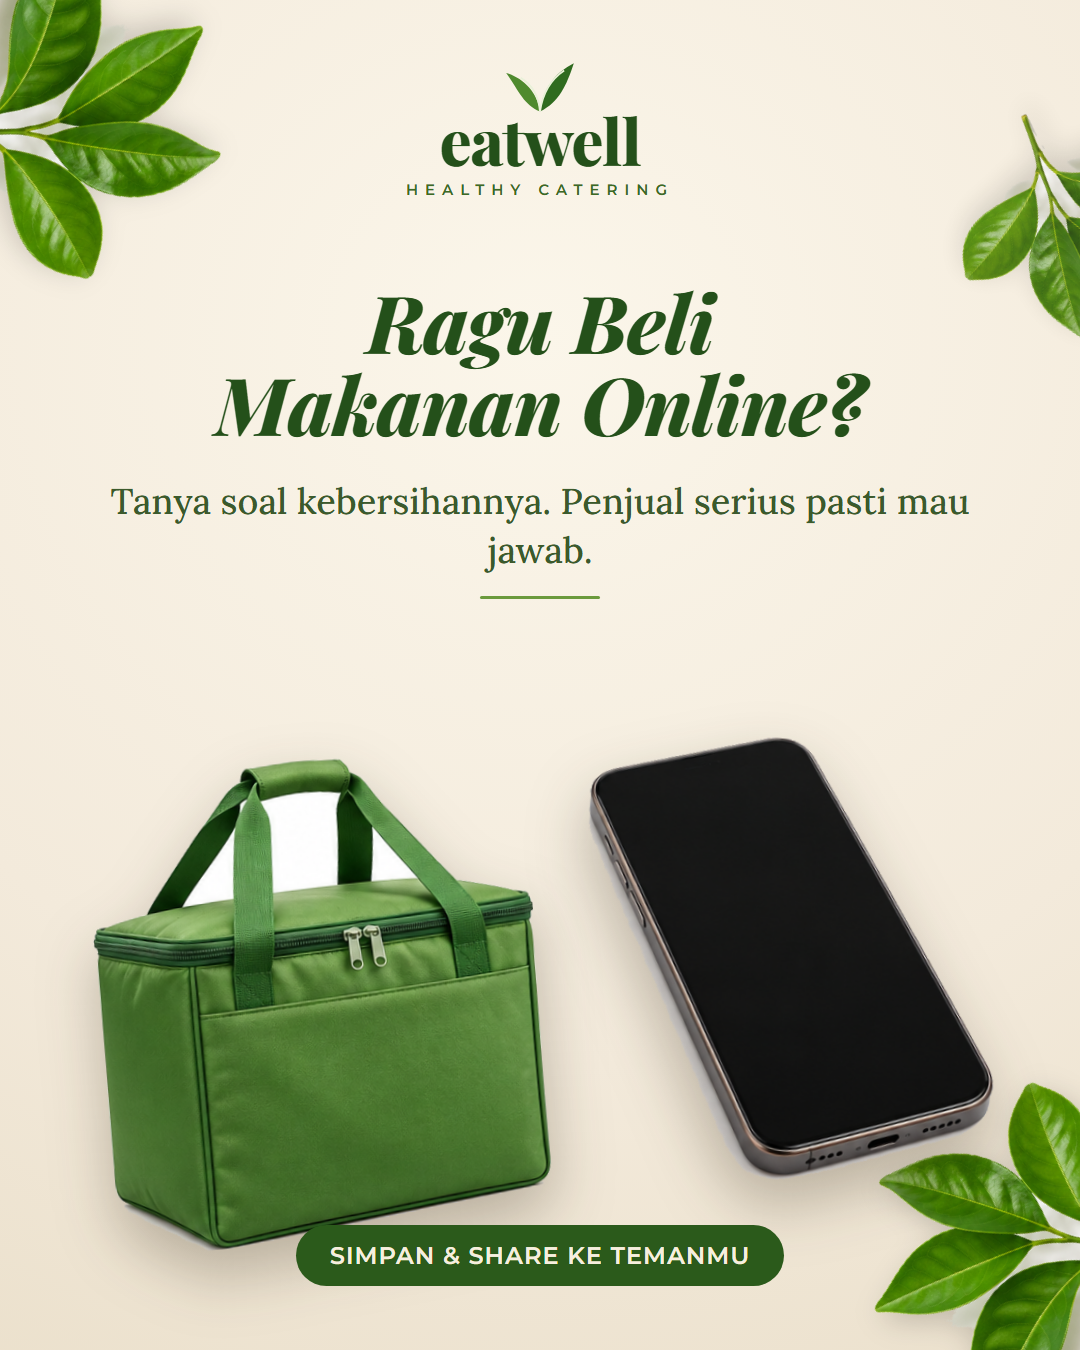 eatwell
HEALTHY CATERING
Ragu Beli
Makanan Online?
Tanya soal kebersihannya. Penjual serius pasti mau
jawab.
SIMPAN & SHARE KE TEMANMU